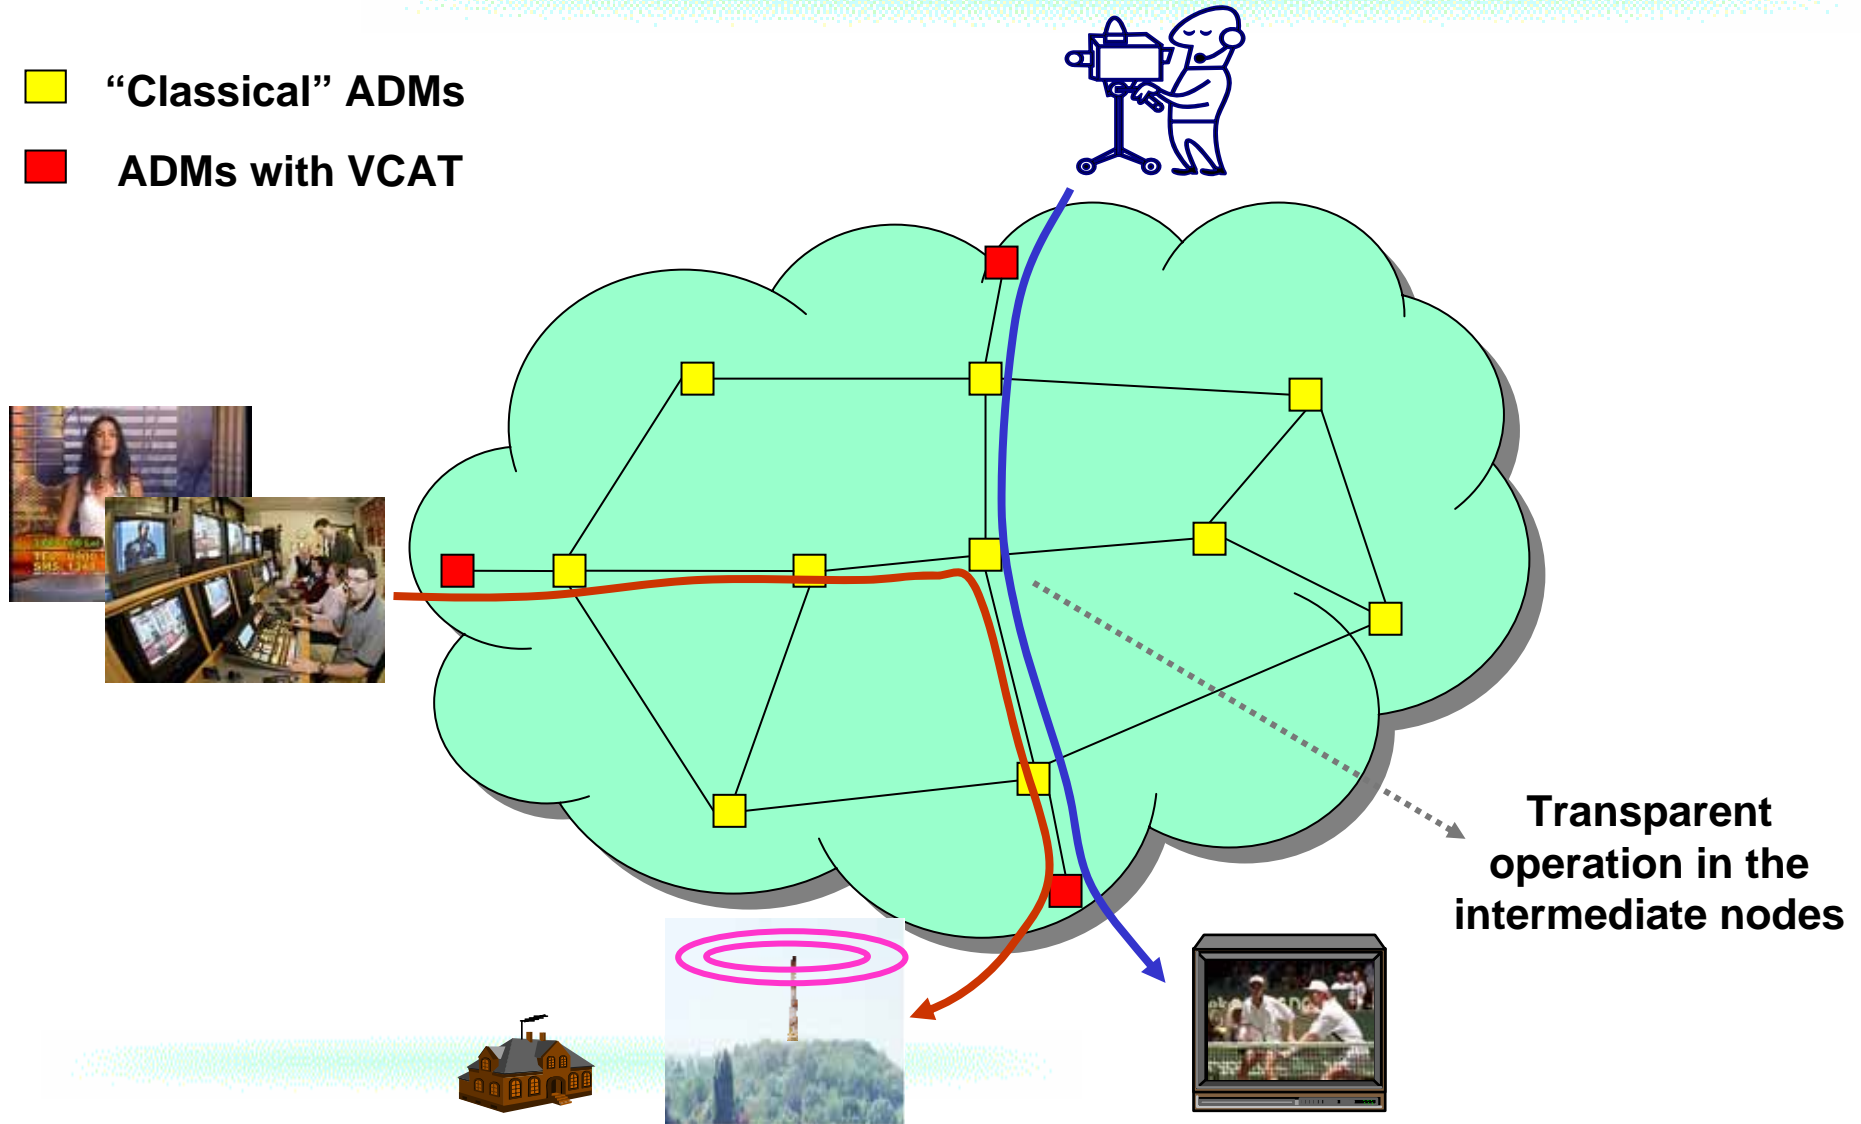 “Classical” ADMs
ADMs with VCAT
Transparent
operation in the
intermediate nodes